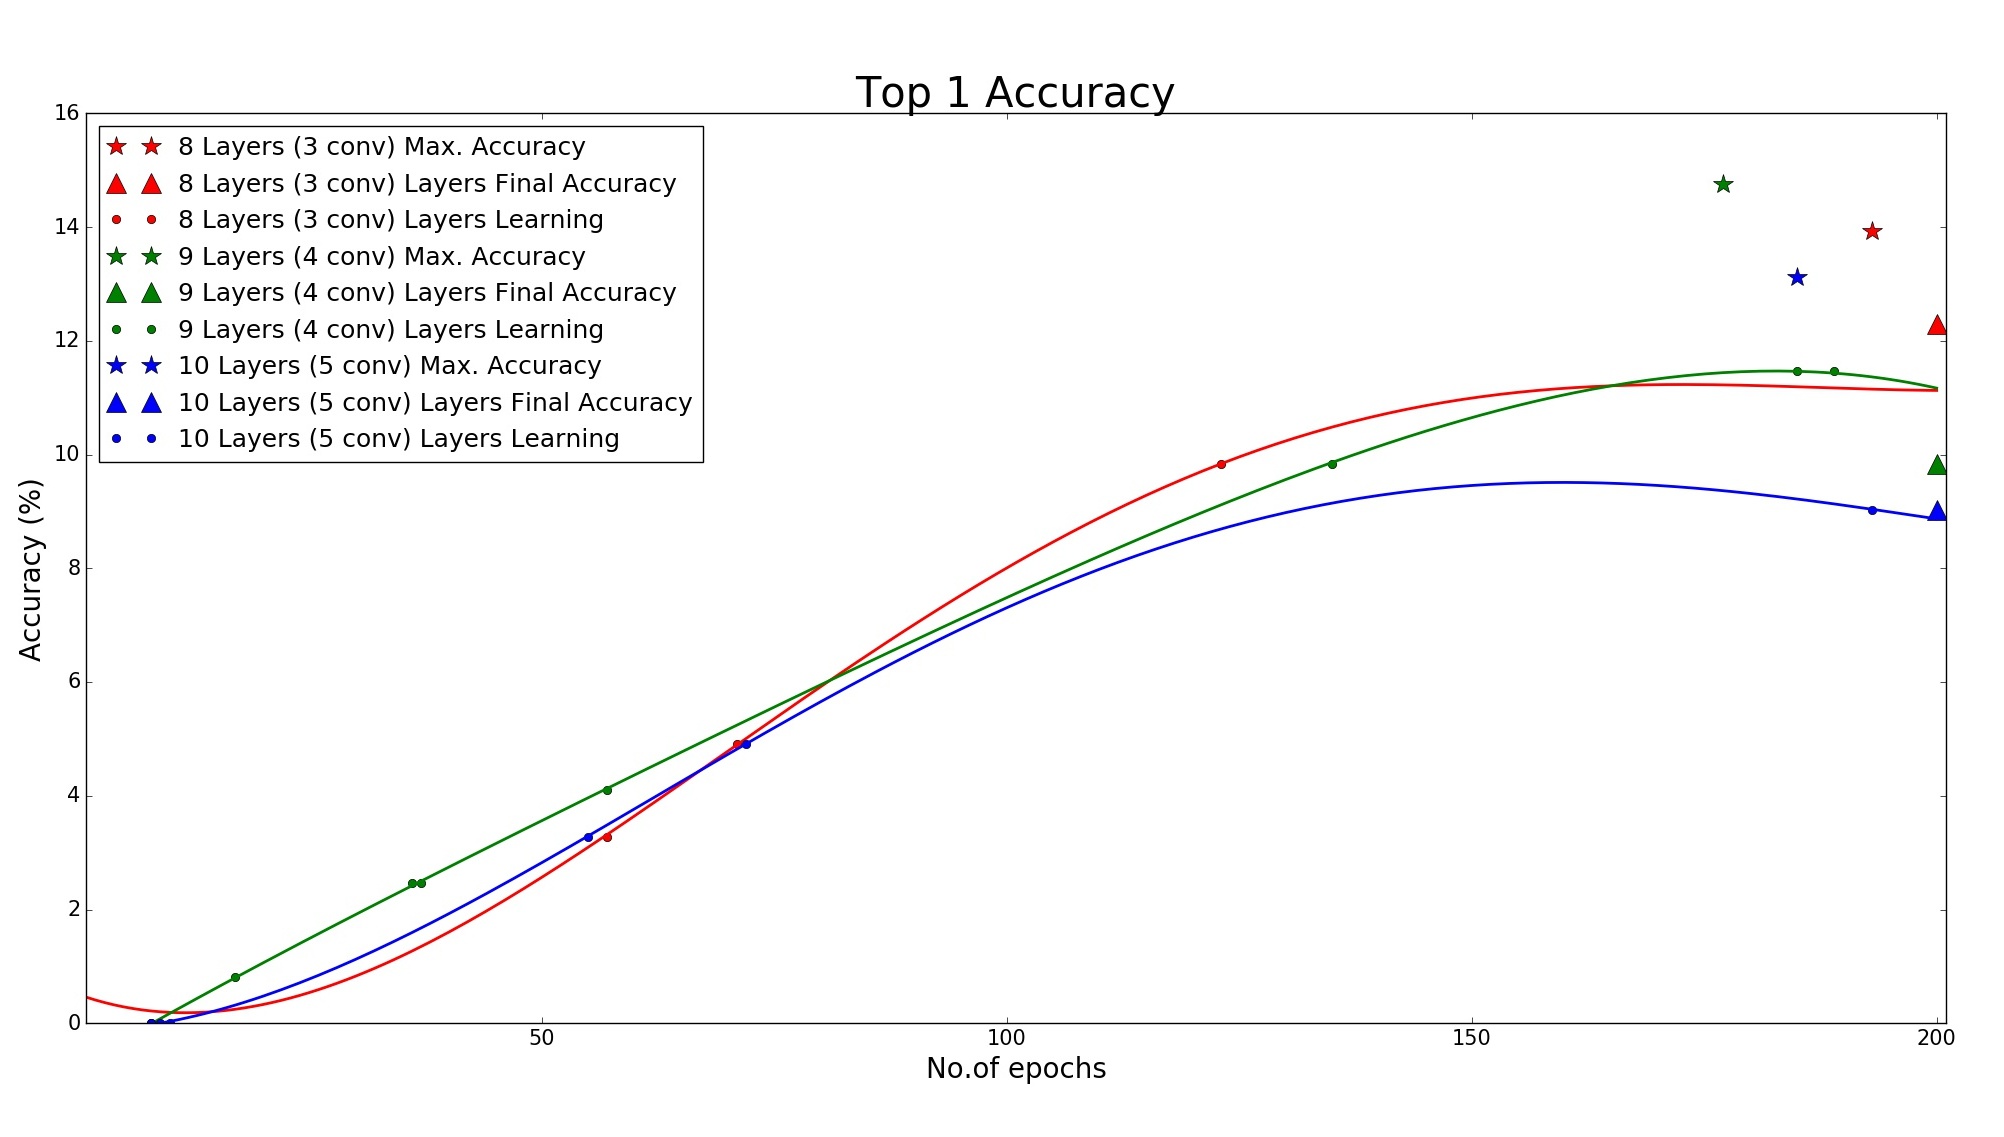 Top 1 Accuracy
16
14
12
10
8
6
4
2
0
Accuracy (%)
8 Layers (3 conv) Max. Accuracy
8 Layers (3 conv) Layers Final Accuracy
8 Layers (3 conv) Layers Learning
9 Layers (4 conv) Max. Accuracy
9 Layers (4 conv) Layers Final Accuracy
9 Layers (4 conv) Layers Learning
10 Layers (5 conv) Max. Accuracy
10 Layers (5 conv) Layers Final Accuracy
10 Layers (5 conv) Layers Learning
50 100 150 200
No.of epochs